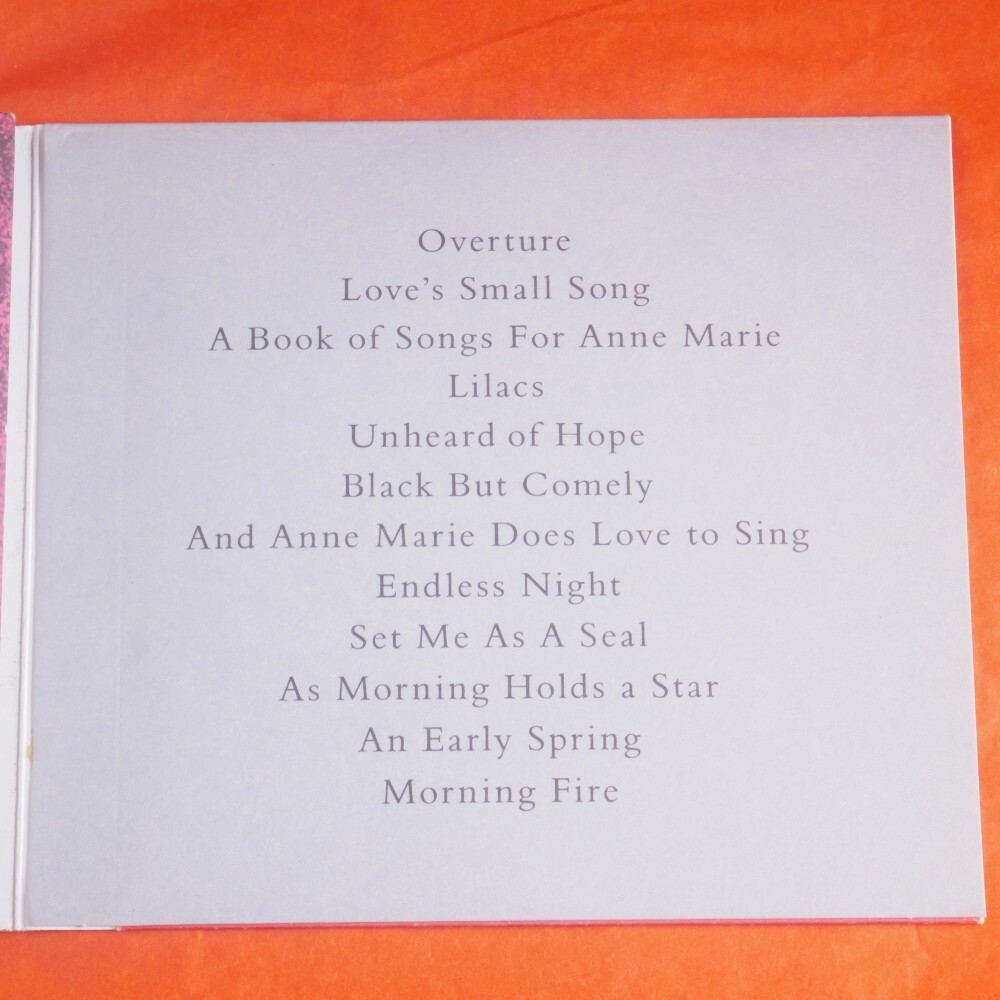 Overture
Love's Small Song
A Book of Songs For Anne Marie
Lilacs
Unheard of Hope
Black But Comely
And Anne Marie Does Love to Sing
Endless Night
Set Me As A Seal
As Morning Holds a Star
An Early Spring
Morning Fire